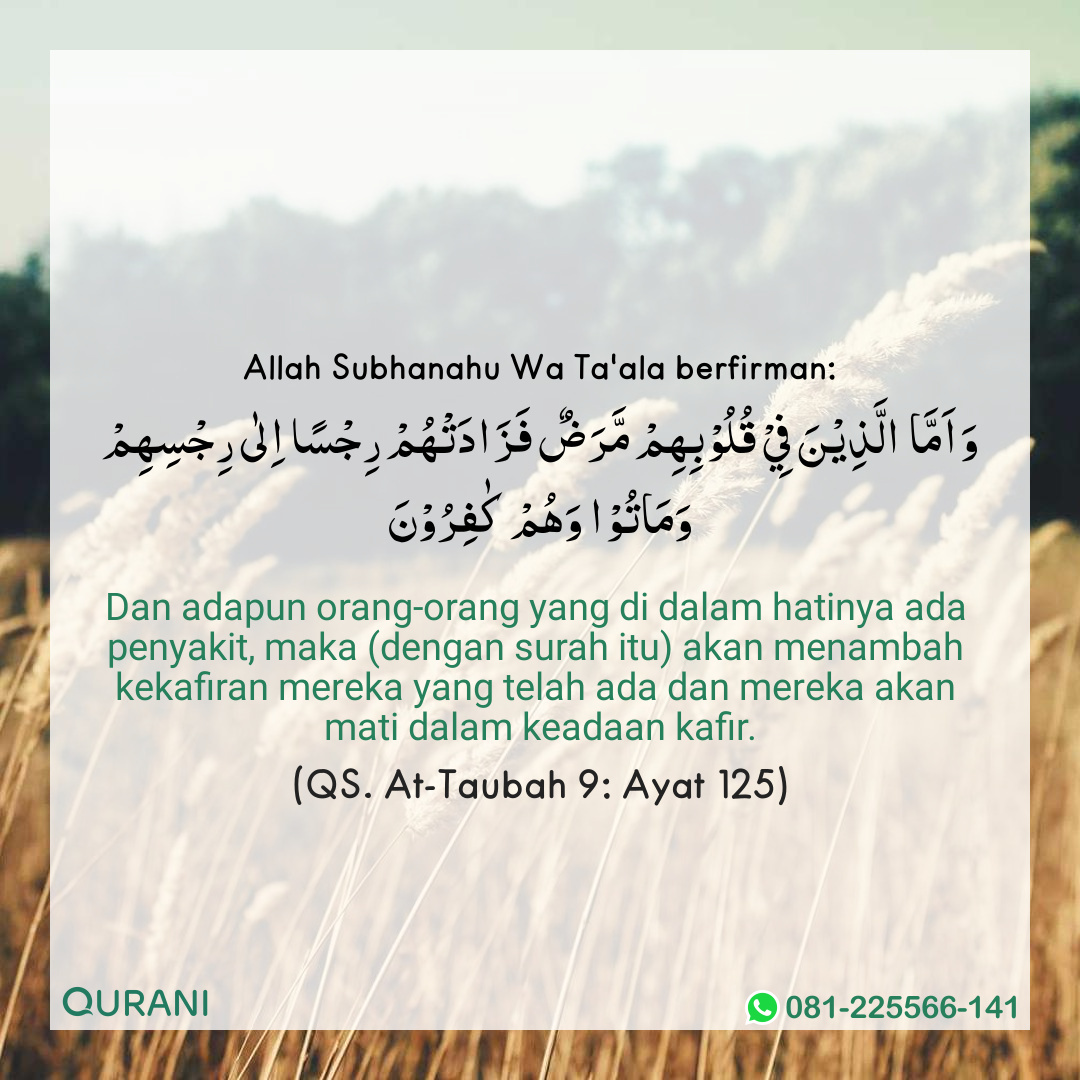 Allah Subhanahu Wa Ta'ala berfirman:
وَاَمَّا الَّذِيْنَ فِيْ قُلُوْبِهِمْ مَّرَضٌ فَزَادَتْهُمْ رِجْسًا اِلٰى رِجْسِهِمْ
وَمَاتُوْا وَهُمْ كٰفِرُوْنَ
Dan adapun orang-orang yang di dalam hatinya ada
penyakit, maka (dengan surah itu) akan menambah
kekafiran mereka yang telah ada dan mereka akan
mati dalam keadaan kafir.
(QS. At-Taubah 9: Ayat 125)
QURANI
081-225566-141